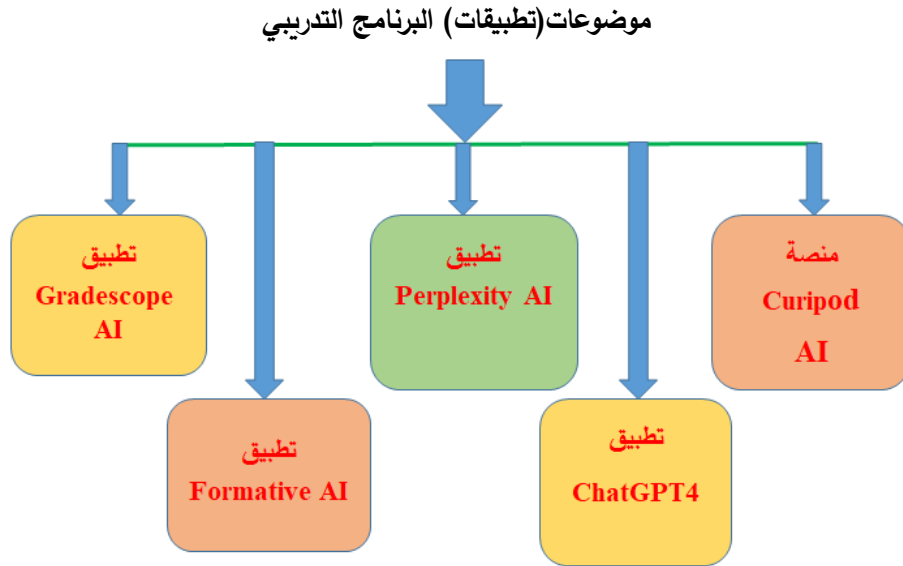 موضوعات(تطبيقات) البرنامج التدريبي
منصة
Curipod
AI
تطبيق
ChatGPT4
تطبيق
Perplexity AI
تطبيق
Formative AI
تطبيق
Gradescope
AI